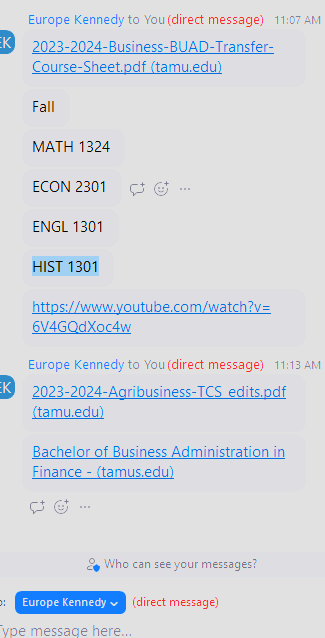 Europe Kennedy to You (direct message) 11:07 AM
EK
2023-2024-Business-BUAD-Transfer-
Course-Sheet.pdf (tamu.edu)
Fall
MATH 1324
ECON 2301
ENGL 1301
HIST 1301
https://www.youtube.com/watch?v=
6V4GQdXoc4w
Europe Kennedy to You (direct message) 11:13 AM
EK
2023-2024-Agribusiness-TCS_edits.pdf
(tamu.edu)
Bachelor of Business Administration in
Finance - (tamus.edu)
Who can see your messages?
o: Europe Kennedy (direct message)
Type message here...